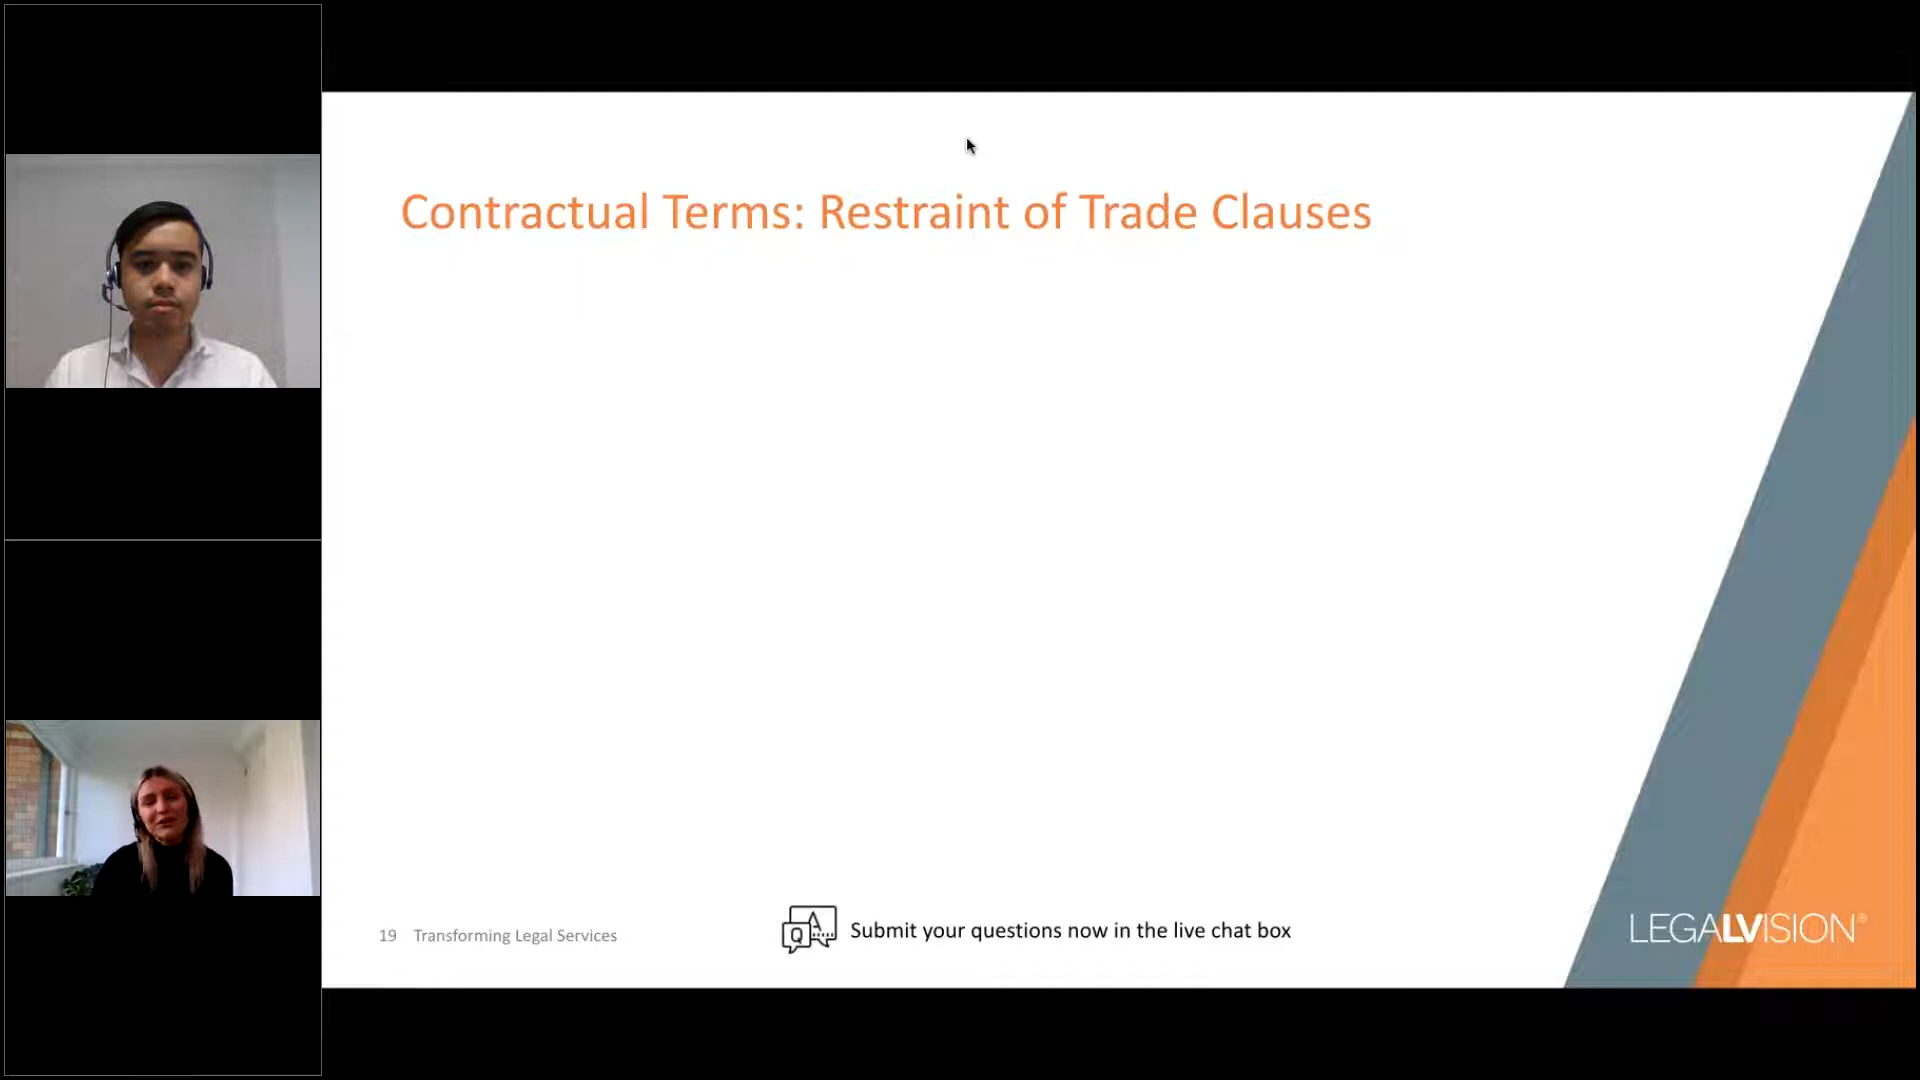 Contractual Terms: Restraint of Trade Clauses
19 Transforming Legal Services
Q A Submit your questions now in the live chat box
LEGALVISION®